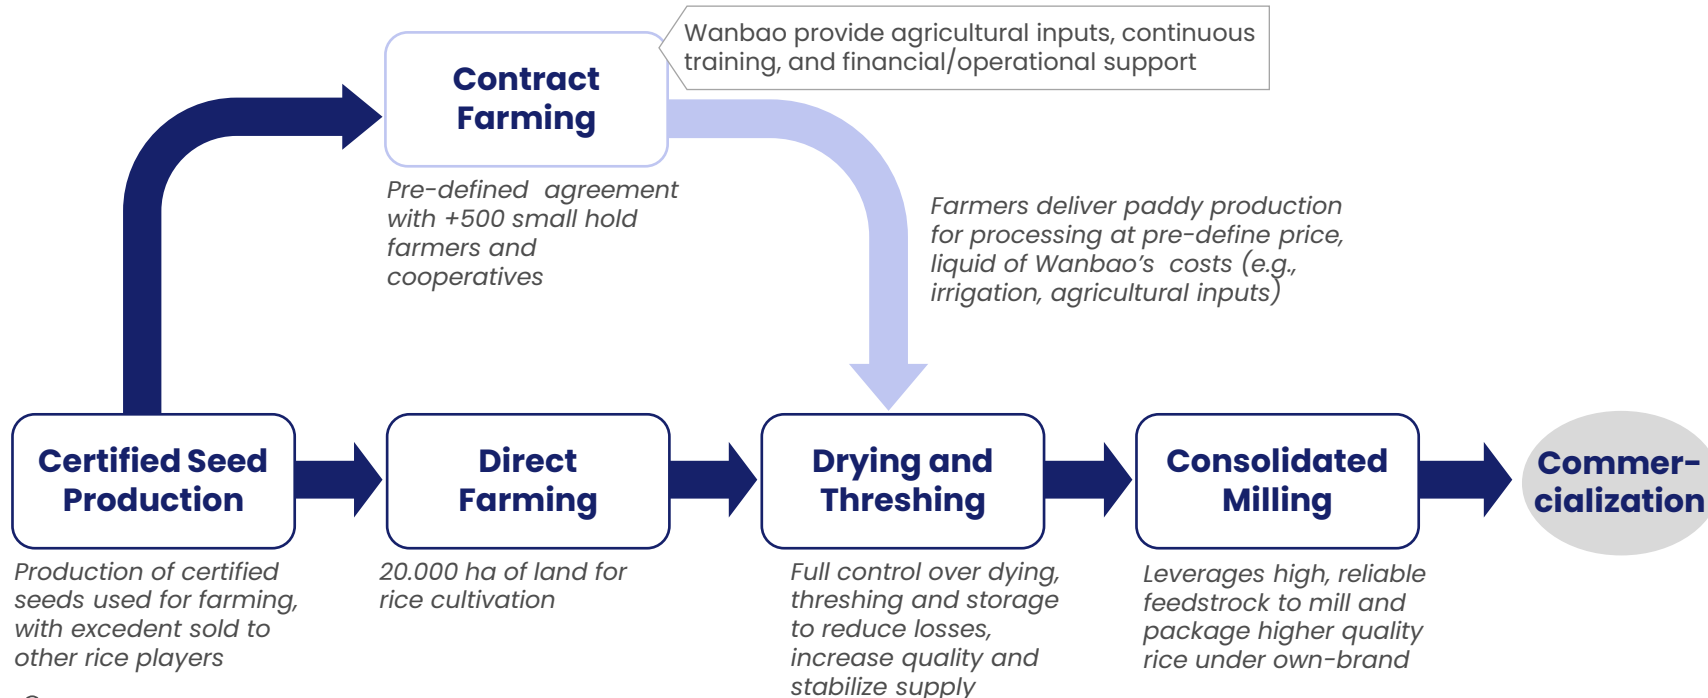 Wanbao provide agricultural inputs, continuous
training, and financial/operational support
Contract
Farming
Pre-defined agreement
with +500 small hold
farmers and
cooperatives
Farmers deliver paddy production
for processing at pre-define price,
liquid of Wanbao's costs (e.g.,
irrigation, agricultural inputs)
Certified Seed
Production
Direct
Farming
Drying and
Threshing
Consolidated
Milling
Commer-
cialization
Production of certified
seeds used for farming,
with excedent sold to
other rice players
20.000 ha of land for
rice cultivation
Full control over dying,
threshing and storage
to reduce losses,
increase quality and
stabilize supply
Leverages high, reliable
feedstrock to mill and
package higher quality
rice under own-brand